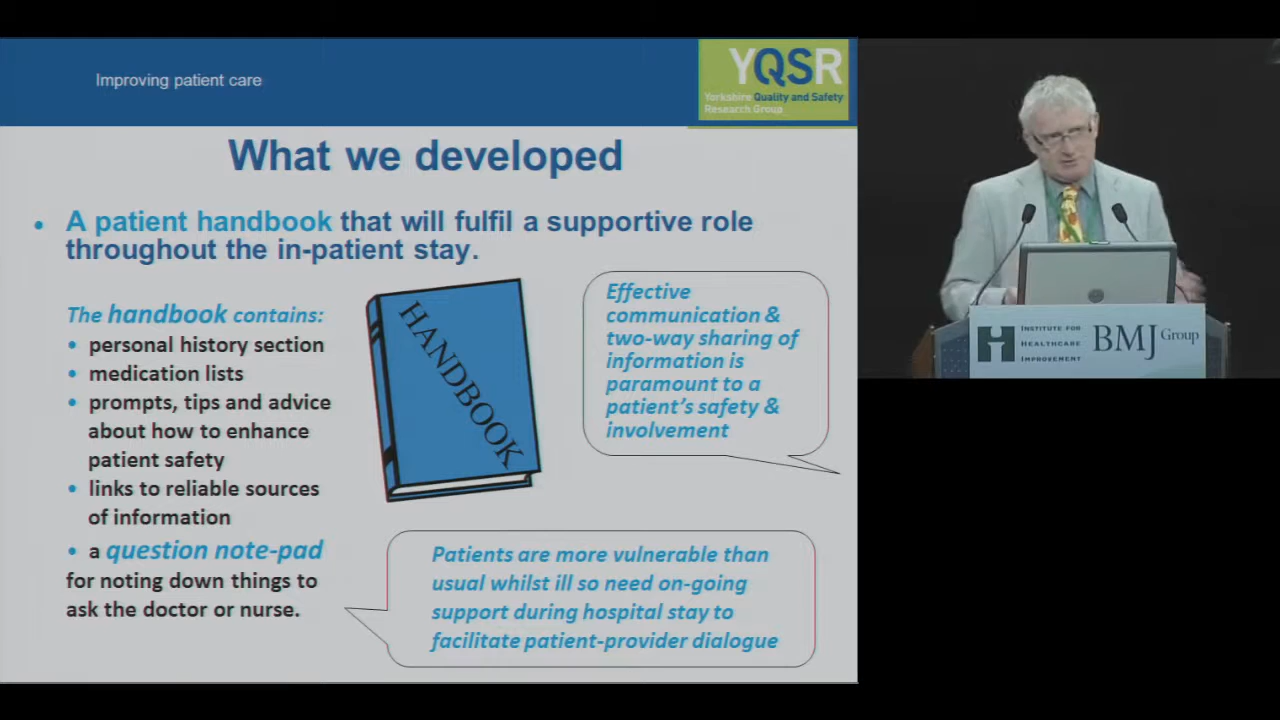 Improving patient care
YQSR
Yorkshire Quality and Safety
Research Group
What we developed
• A patient handbook that will fulfil a supportive role
throughout the in-patient stay.
The handbook contains:
• personal history section
• medication lists
• prompts, tips and advice
about how to enhance
patient safety
• links to reliable sources
of information
• a question note-pad
for noting down things to
ask the doctor or nurse.
HANDBOOK
Effective
communication &
two-way sharing of
information is
paramount to a
patient's safety &
involvement
Patients are more vulnerable than
usual whilst ill so need on-going
support during hospital stay to
facilitate patient-provider dialogue
INSTITUTE FOR
HEALTHCARE
IMPROVEMENT
BMJ Group